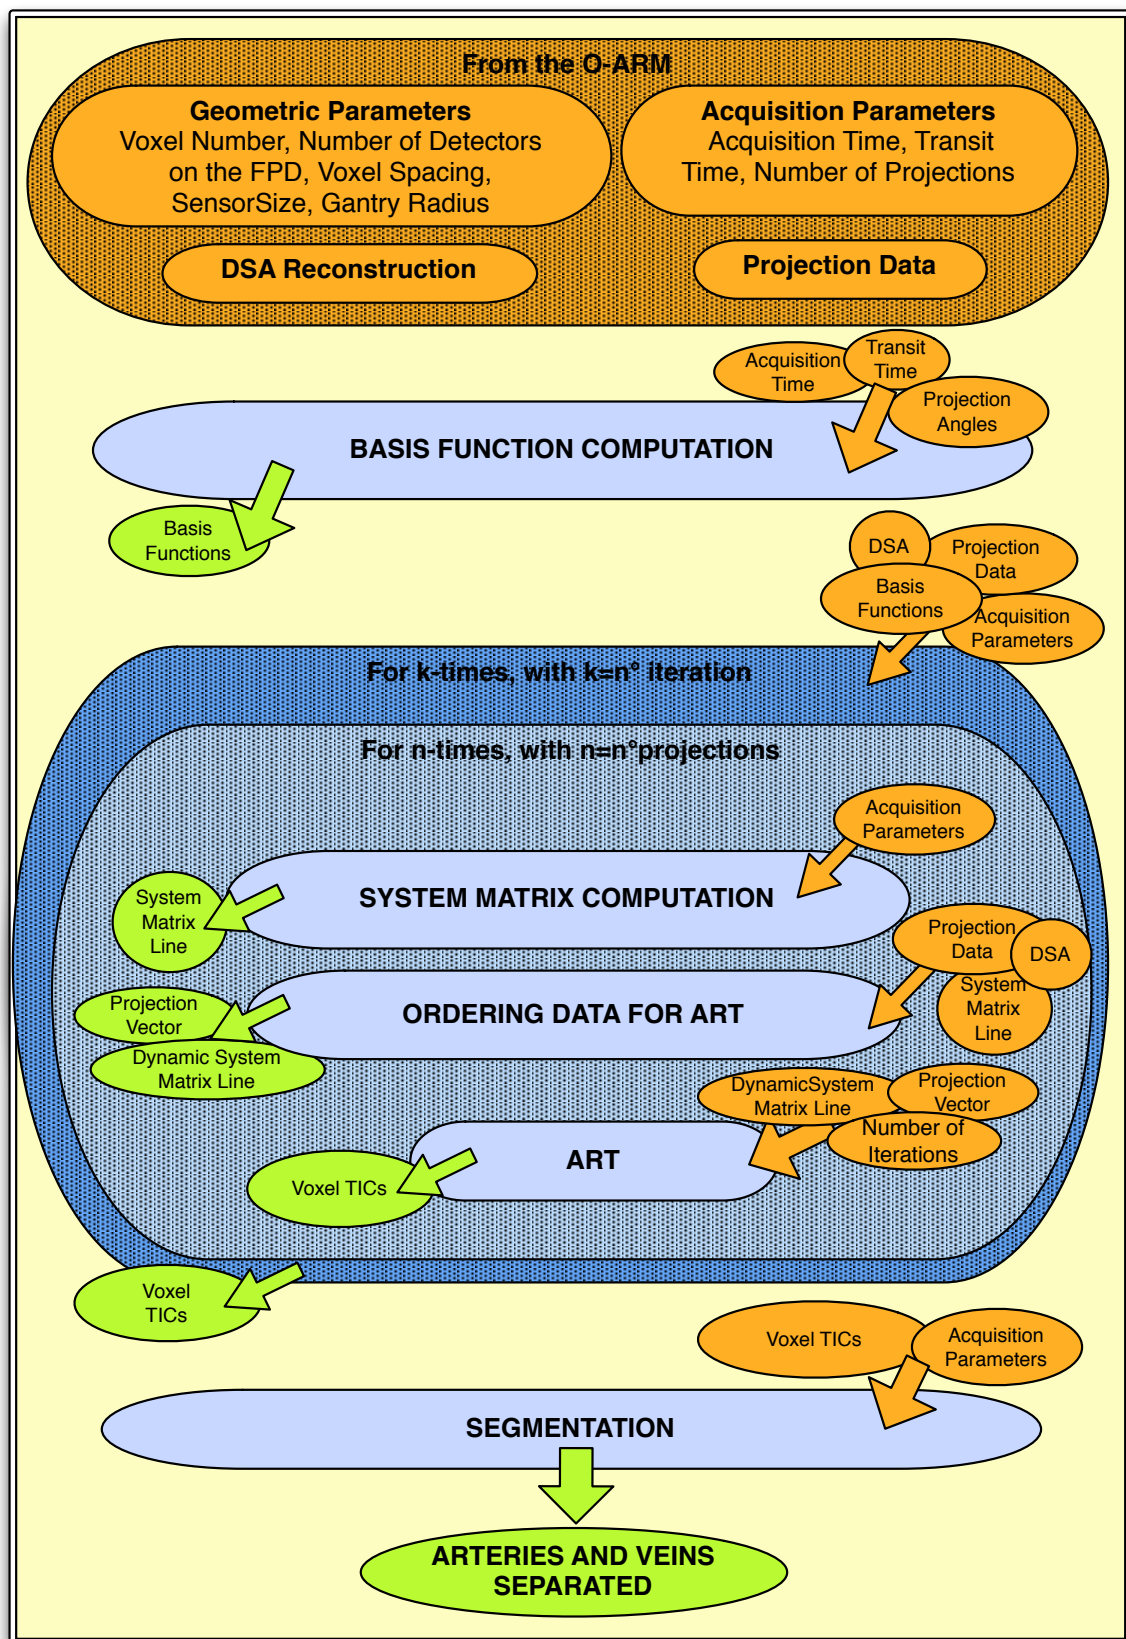 From the O-ARM
Geometric Parameters
Voxel Number, Number of Detectors
on the FPD, Voxel Spacing,
SensorSize, Gantry Radius
Acquisition Parameters
Acquisition Time, Transit
Time, Number of Projections
DSA Reconstruction
Projection Data
Acquisition
Time
Transit
Time
Projection
Angles
BASIS FUNCTION COMPUTATION
Basis
Functions
DSA
Projection
Data
Basis
Functions
Acquisition
Parameters
For k-times, with k=n° iteration
For n-times, with n=n°projections
Acquisition
Parameters
SYSTEM MATRIX COMPUTATION
System
Matrix
Line
Projection
Data
DSA
System
Matrix
Line
ORDERING DATA FOR ART
Projection
Vector
Dynamic System
Matrix Line
DynamicSystem
Matrix Line
Projection
Vector
Number of
Iterations
ART
Voxel TICs
Voxel
TICs
Voxel TICs
Acquisition
Parameters
SEGMENTATION
ARTERIES AND VEINS
SEPARATED